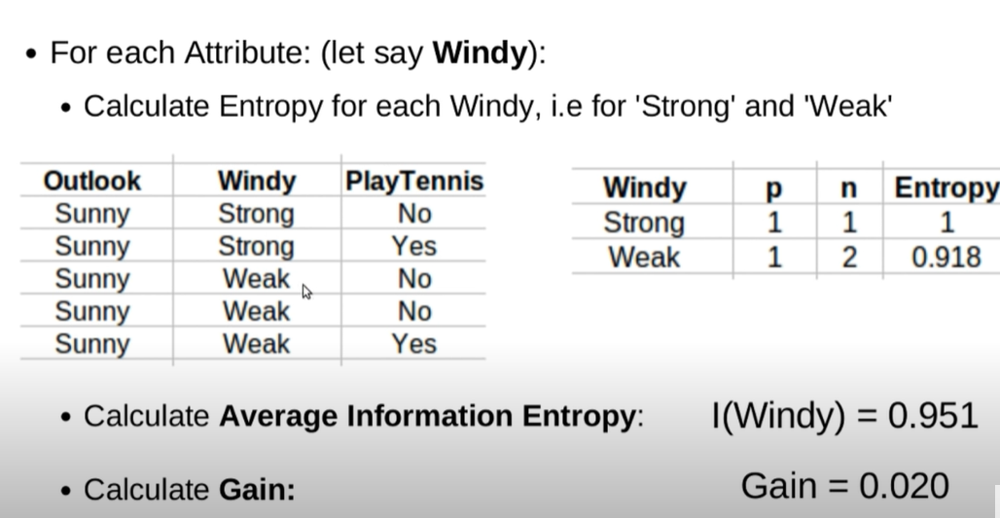 • For each Attribute: (let say Windy):
• Calculate Entropy for each Windy, i.e for 'Strong' and 'Weak'
Outlook Windy PlayTennis
Sunny Strong No
Sunny Strong Yes
Sunny Weak No
Sunny Weak No
Sunny Weak Yes
Windy p n Entropy
Strong 1 1 1
Weak 1 2 0.918
• Calculate Average Information Entropy: I(Windy) = 0.951
• Calculate Gain: Gain = 0.020